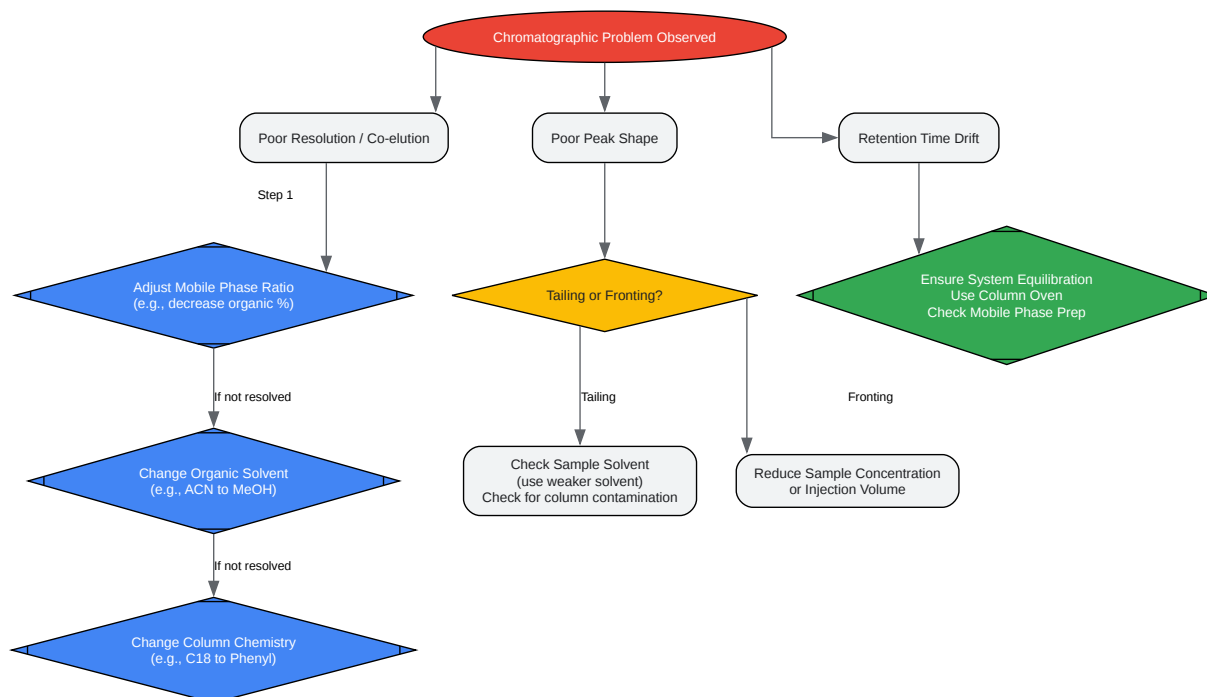 Chromatographic Problem Observed
Poor Resolution / Co-elution
Poor Peak Shape
Retention Time Drift
Step 1
Adjust Mobile Phase Ratio
(e.g., decrease organic %)
Tailing or Fronting?
Ensure System Equilibration
Use Column Oven
Check Mobile Phase Prep
If not resolved
Tailing
Fronting
Change Organic Solvent
(e.g., ACN to MeOH)
Check Sample Solvent
(use weaker solvent)
Check for column contamination
Reduce Sample Concentration
or Injection Volume
If not resolved
Change Column Chemistry
(e.g., C18 to Phenyl)